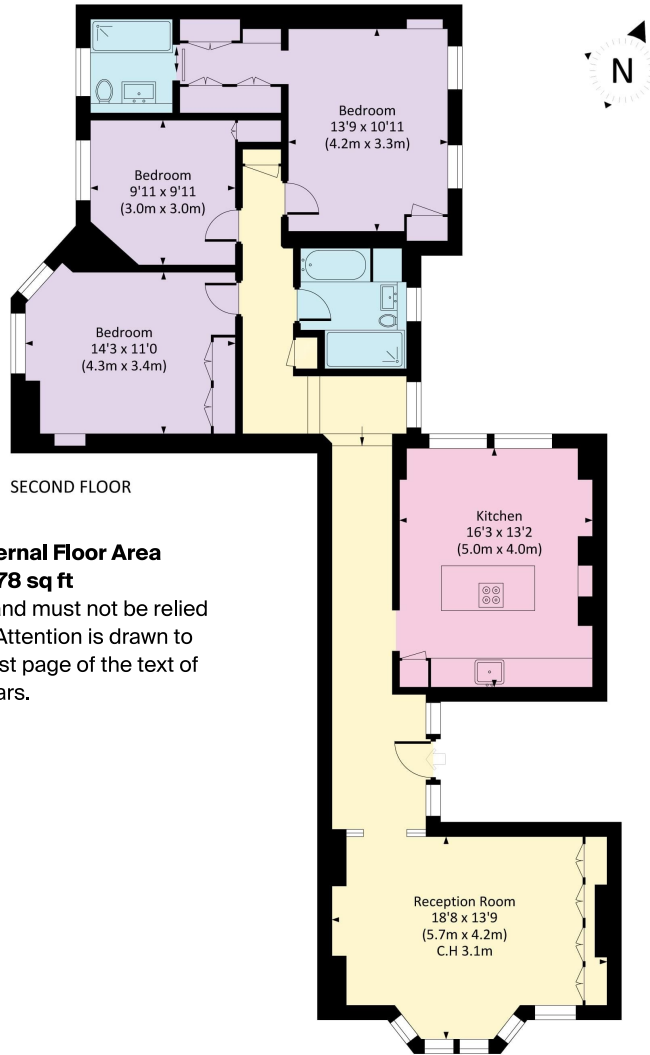 N
Bedroom
13'9 x 10'11
(4.2m x 3.3m)
Bedroom
9'11 x 9'11
(3.0m x 3.0m)
Bedroom
14'3 x 11'0
(4.3m x 3.4m)
SECOND FLOOR
Kitchen
16'3 x 13'2
(5.0m x 4.0m)
ernal Floor Area
78 sq ft
and must not be relied
Attention is drawn to
st page of the text of
ars.
Reception Room
18'8 x 13'9
(5.7m x 4.2m)
C.H 3.1m